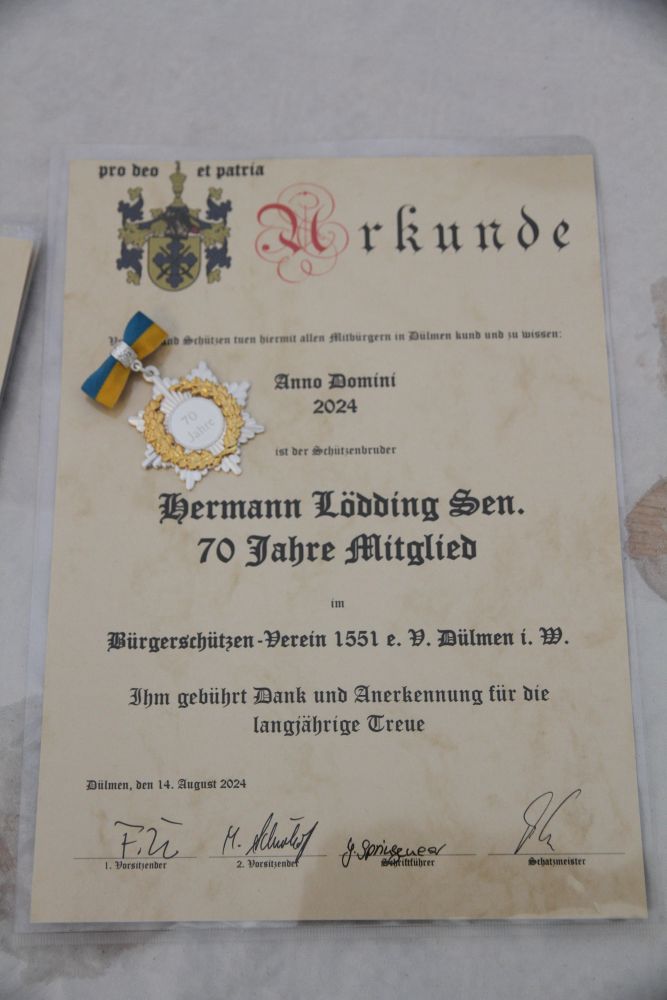 pro deo et patria
Urkunde
und Schützen tuen hiermit allen Mitbürgern in Dülmen kund und zu wissen:
70
Jahre
Anno Domini
2024
ist der Schützenbruder
Hermann Lödding Sen.
70 Jahre Mitglied
im
Bürgerschützen-Verein 1551 e. V. Dülmen i. W.
Ihm gebührt Dank und Anerkennung für die
langjährige Treue
Dülmen, den 14. August 2024
1. Vorsitzender
2. Vorsitzender
Schriftführer
Schatzmeister